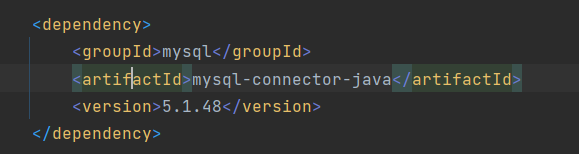 <dependency>
<groupId>mysql</groupId>
<artifactId>mysql-connector-java</artifactId>
<version>5.1.48</version>
</dependency>